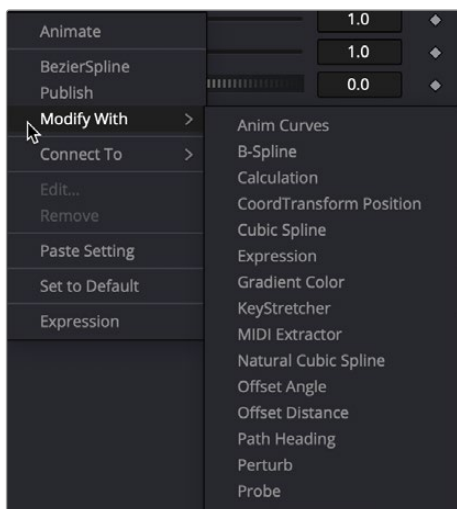 1.0
1.0
0.0
Animate
BezierSpline
Publish
Modify With >
Connect To >
Edit...
Remove
Paste Setting
Set to Default
Expression
Anim Curves
B-Spline
Calculation
CoordTransform Position
Cubic Spline
Expression
Gradient Color
KeyStretcher
MIDI Extractor
Natural Cubic Spline
Offset Angle
Offset Distance
Path Heading
Perturb
Probe